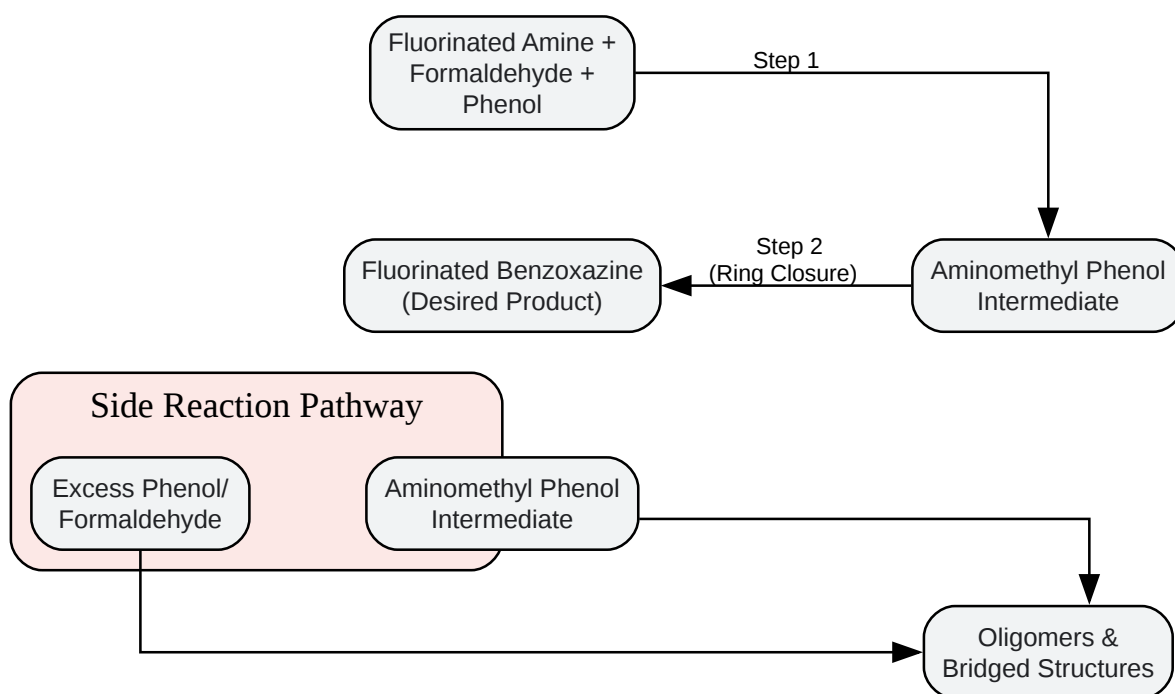 Fluorinated Amine +
Formaldehyde +
Phenol
Step 1
Fluorinated Benzoxazine
(Desired Product)
Step 2
(Ring Closure)
Aminomethyl Phenol
Intermediate
Side Reaction Pathway
Excess Phenol/
Formaldehyde
Aminomethyl Phenol
Intermediate
Oligomers &
Bridged Structures